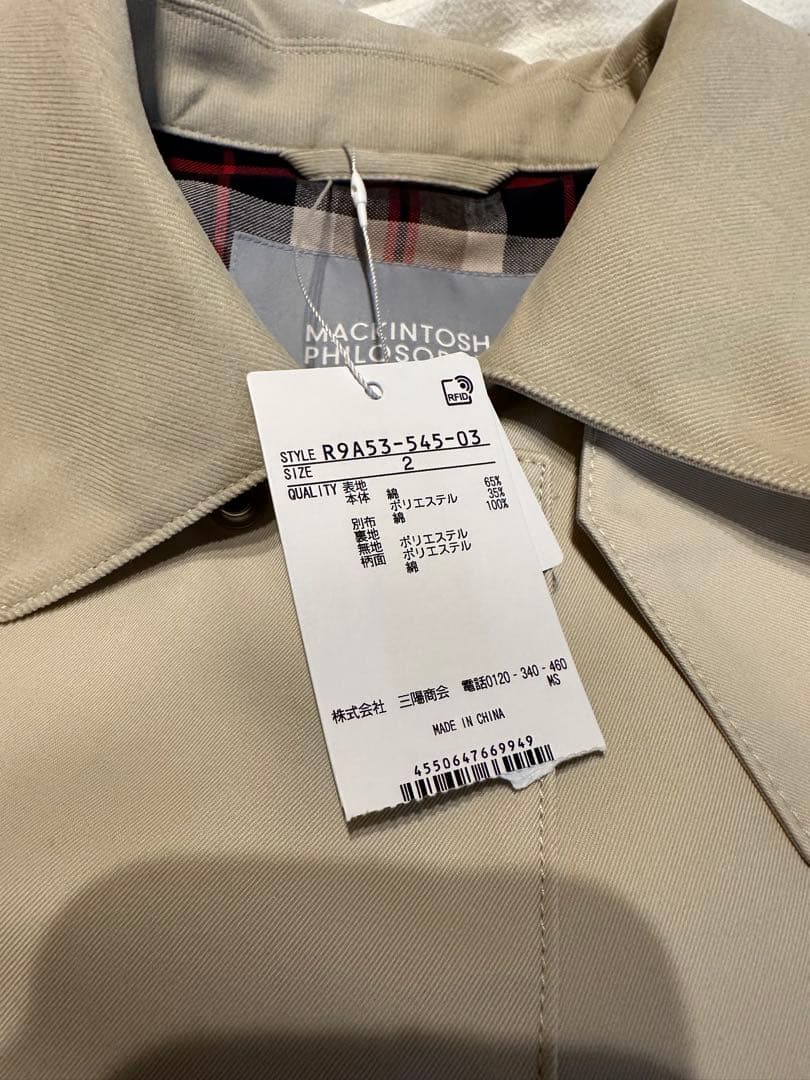 MACKINTOSH
PHILOSOP
RFID
STYLE R9A53-545-03
SIZE 2
QUALITY 表地
本体 綿 65%
ポリエステル 35%
別布 綿 100%
裏地
無地 ポリエステル
柄面 ポリエステル
綿
株式会社 三陽商会 電話0120-340-460
MS
MADE IN CHINA
4550647669949